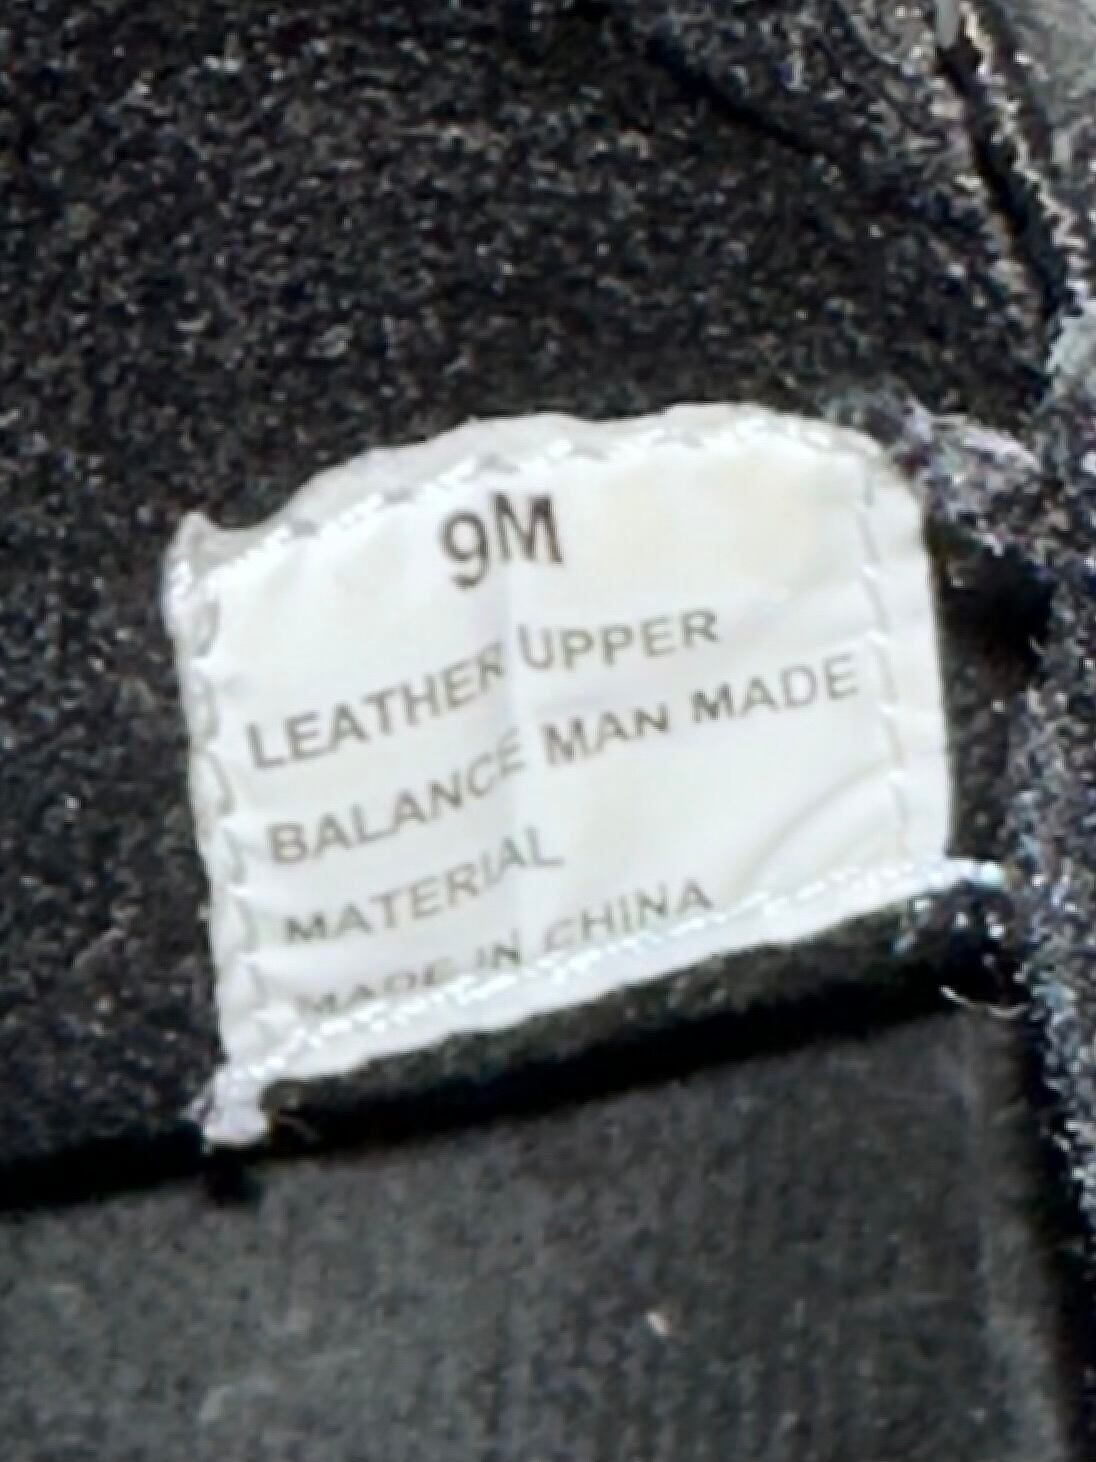 9M
LEATHER UPPER
BALANCE MAN MADE
MATERIAL
MADE IN CHINA